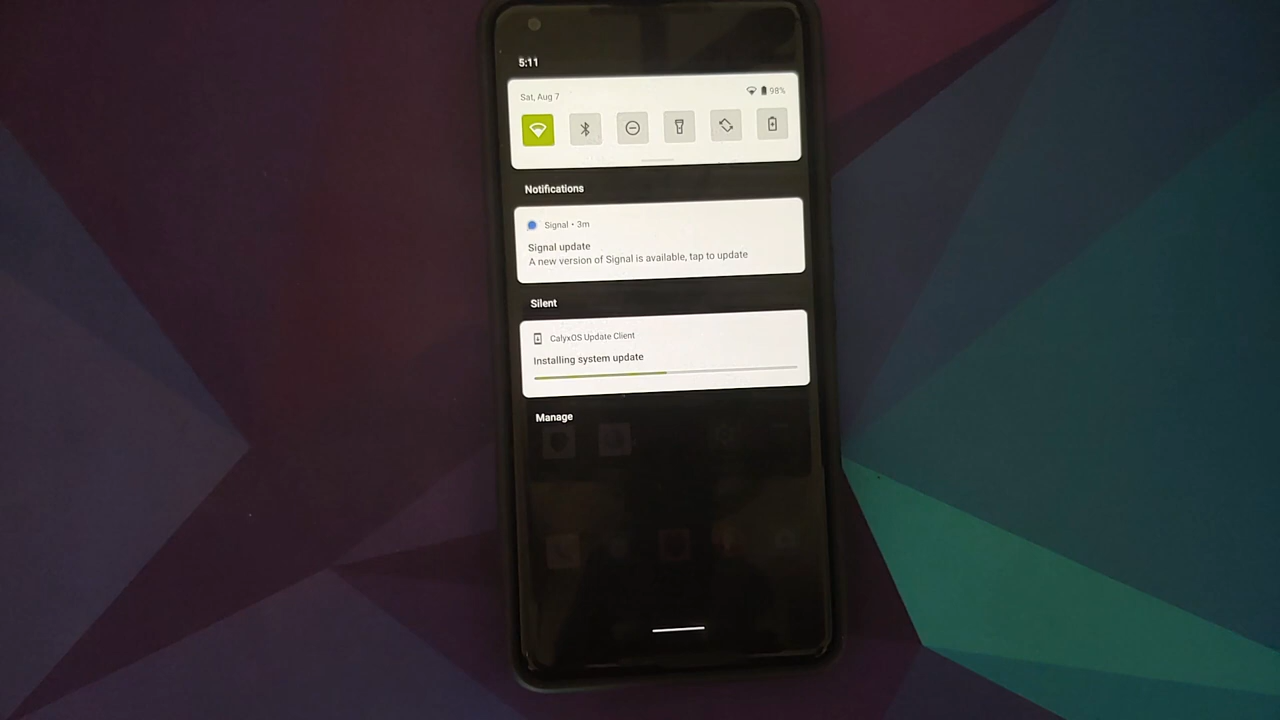 5:11
Sat, Aug 7
98%
Notifications
Signal • 3m
Signal update
A new version of Signal is available, tap to update
Silent
CalyxOS Update Client
Installing system update
Manage